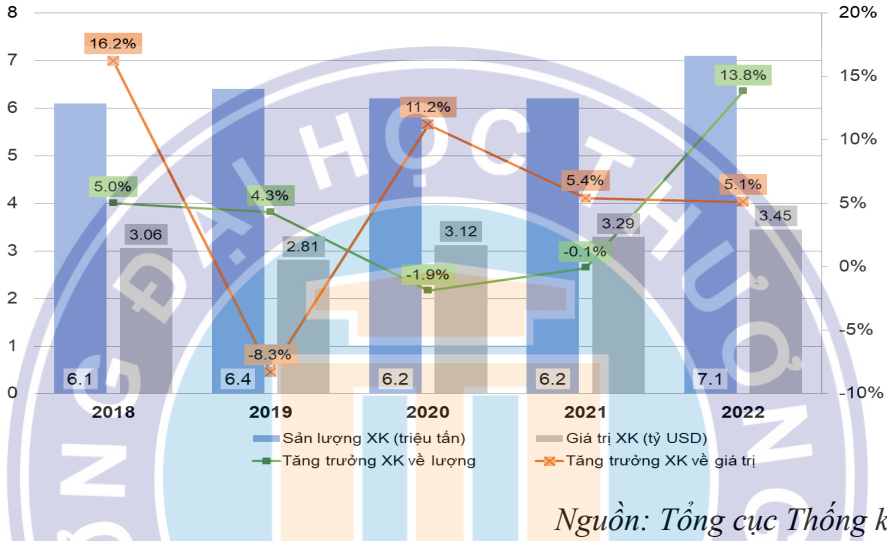 8 20%
16.2%
7 15%
13.8%
6 11.2% 10%
5
5.0% 4.3% 5.4% 5.1%
4 5%
3.06 2.81 3.12 3.29 3.45
3 -1.9% -0.1% 0%
2
-5%
1 -8.3%
6.1 6.4 6.2 6.2 7.1
0 -10%
2018 2019 2020 2021 2022
Sản lượng XK (triệu tấn) Giá trị XK (tỷ USD)
Tăng trưởng XK về lượng Tăng trưởng XK về giá trị
Nguồn: Tổng cục Thống k
ĐẠI HỌC THƯƠNG